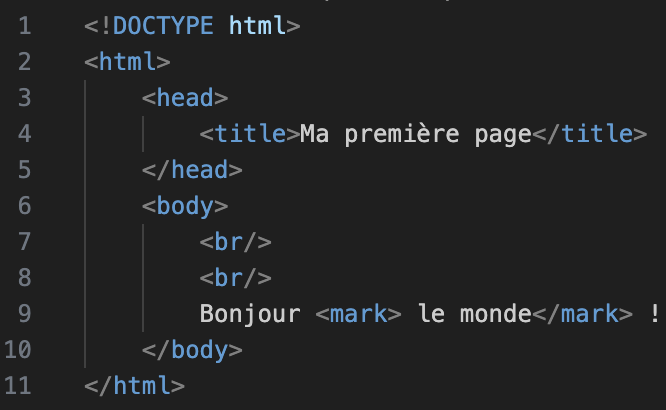 1 <!DOCTYPE html>
2 <html>
3 <head>
4 <title>Ma première page</title>
5 </head>
6 <body>
7 <br/>
8 <br/>
9 Bonjour <mark> le monde</mark> !
10 </body>
11 </html>